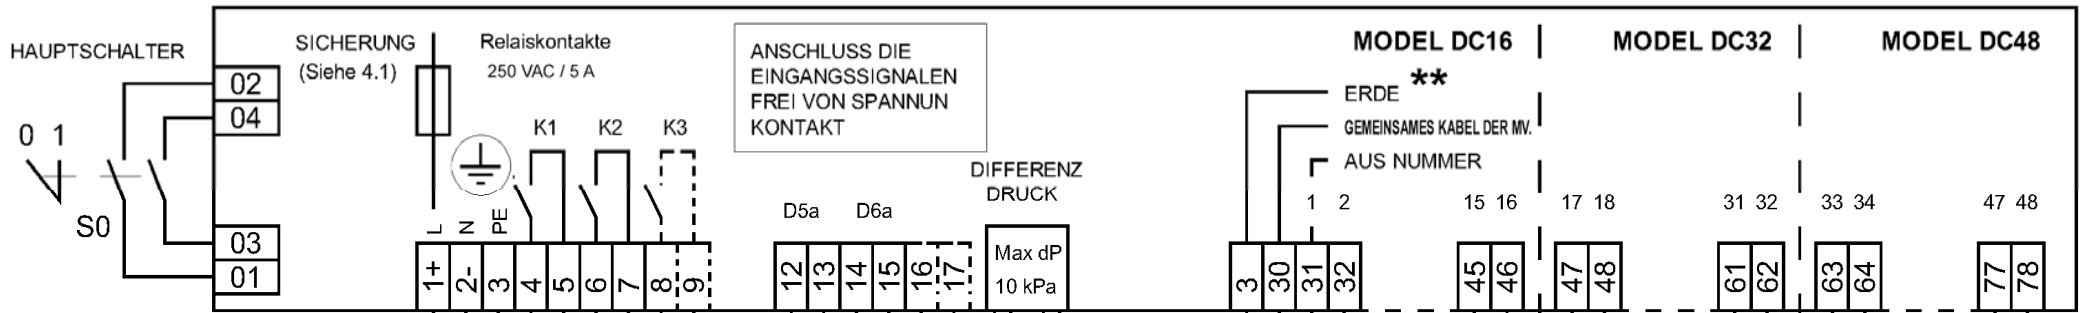 HAUPTSCHALTER
0 1
S0
02
04
03
01
SICHERUNG
(Siehe 4.1)
Relaiskontakte
250 VAC / 5 A
K1 K2 K3
L N PE
1+ 2- 3 4 5 6 7 8 9
ANSCHLUSS DIE
EINGANGSSIGNALEN
FREI VON SPANNUN
KONTAKT
D5a D6a
12 13 14 15 16 17
DIFFERENZ
DRUCK
Max dP
10 kPa
MODEL DC16 MODEL DC32 MODEL DC48
ERDE **
GEMEINSAMES KABEL DER MV.
AUS NUMMER
1 2 15 16 17 18 31 32 33 34 47 48
3 30 31 32 45 46 47 48 61 62 63 64 77 78